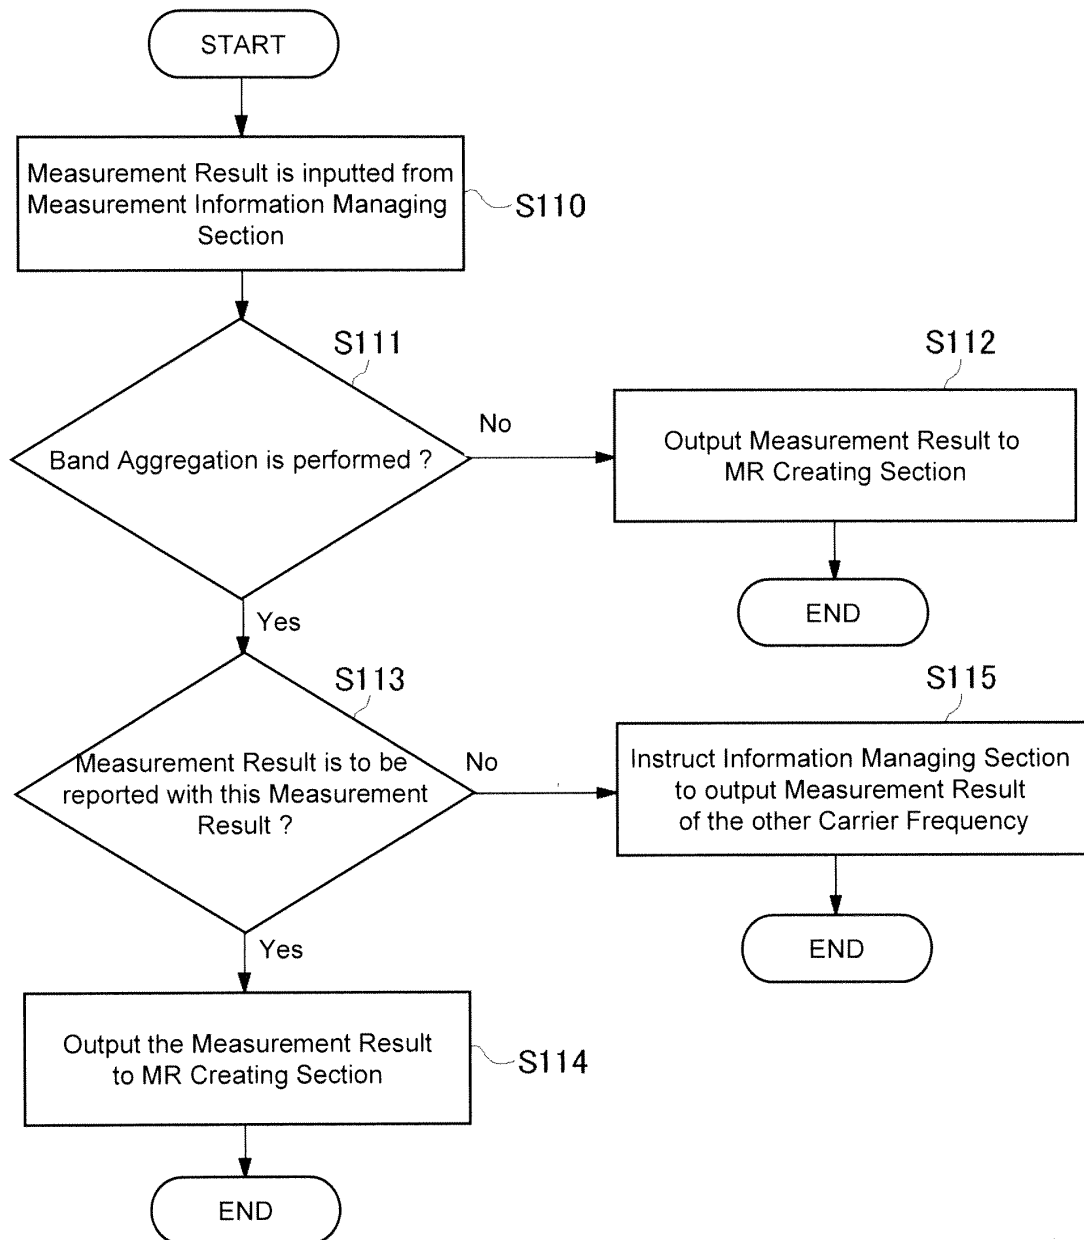 START
Measurement Result is inputted from
Measurement Information Managing
Section
S110
S111
Band Aggregation is performed ?
No
S112
Output Measurement Result to
MR Creating Section
END
Yes
S113
Measurement Result is to be
reported with this Measurement
Result ?
No
S115
Instruct Information Managing Section
to output Measurement Result
of the other Carrier Frequency
END
Yes
Output the Measurement Result
to MR Creating Section
S114
END